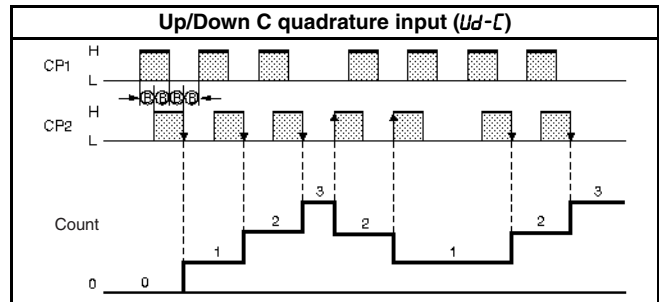 Up/Down C quadrature input (Ud-C)
CP1 H
L
B B B B
CP2 H
L
Count
0 0 1 2 3 2 1 2 3